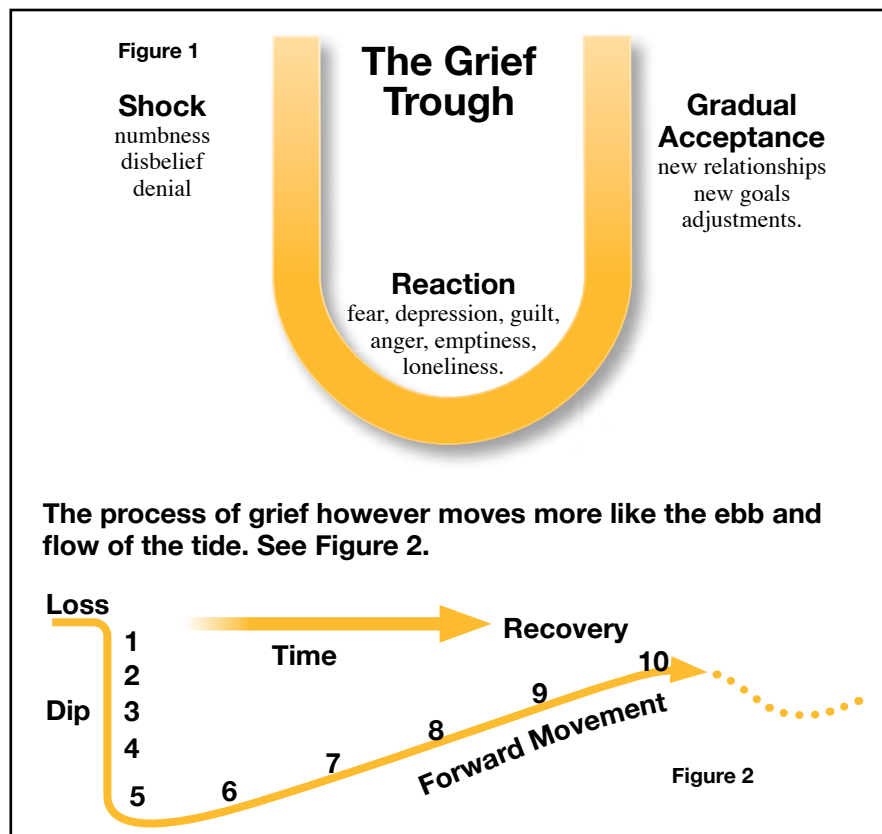 Figure 1
The Grief
Trough
Shock
numbness
disbelief
denial
Gradual
Acceptance
new relationships
new goals
adjustments.
Reaction
fear, depression, guilt,
anger, emptiness,
loneliness.
The process of grief however moves more like the ebb and
flow of the tide. See Figure 2.
Loss
Time
Recovery
Dip
1
2
3
4
5
6
7
8
9
10
Forward Movement
Figure 2